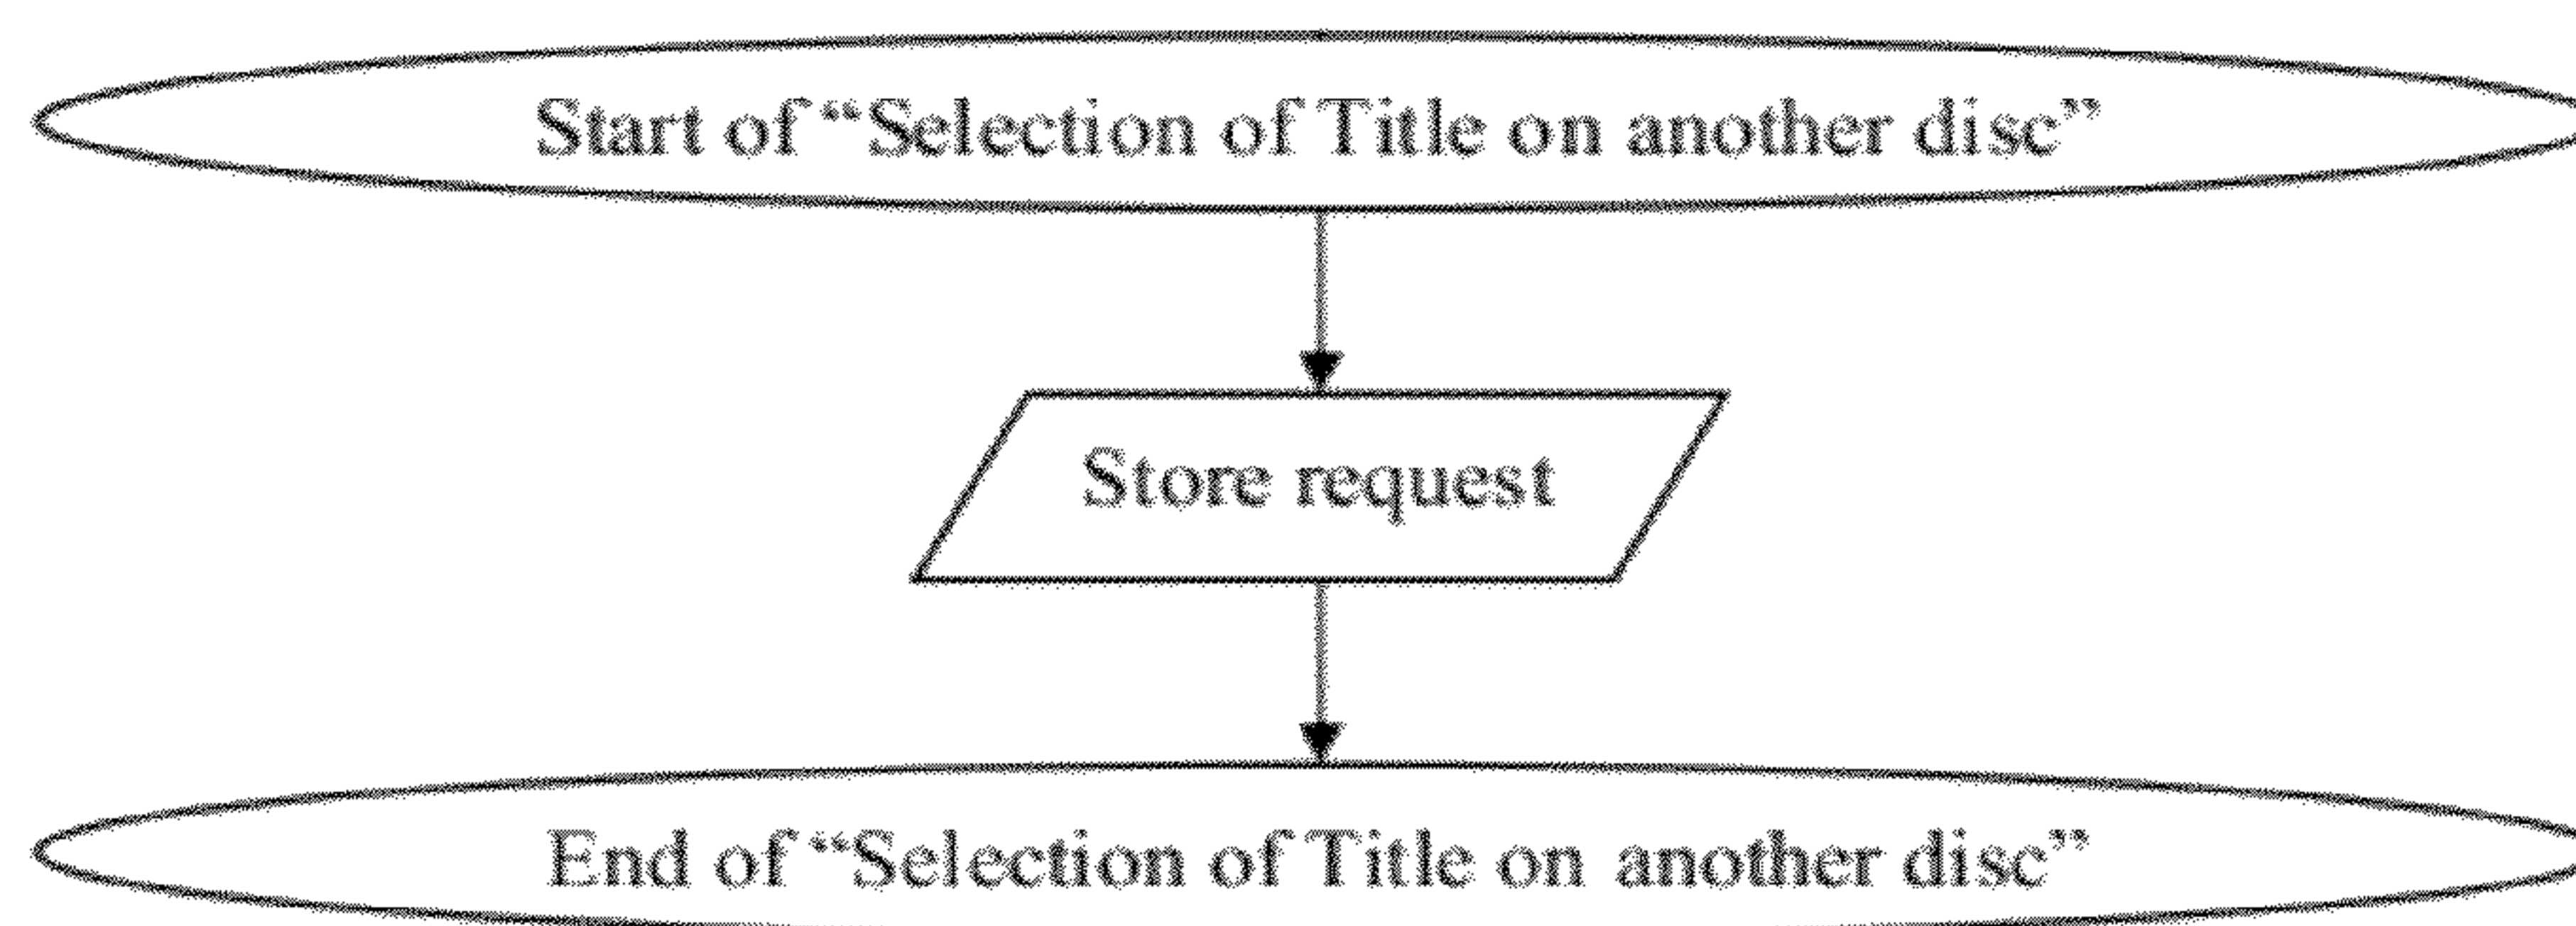 Start of “Selection of Title on another disc”
Store request
End of “Selection of Title on another disc”